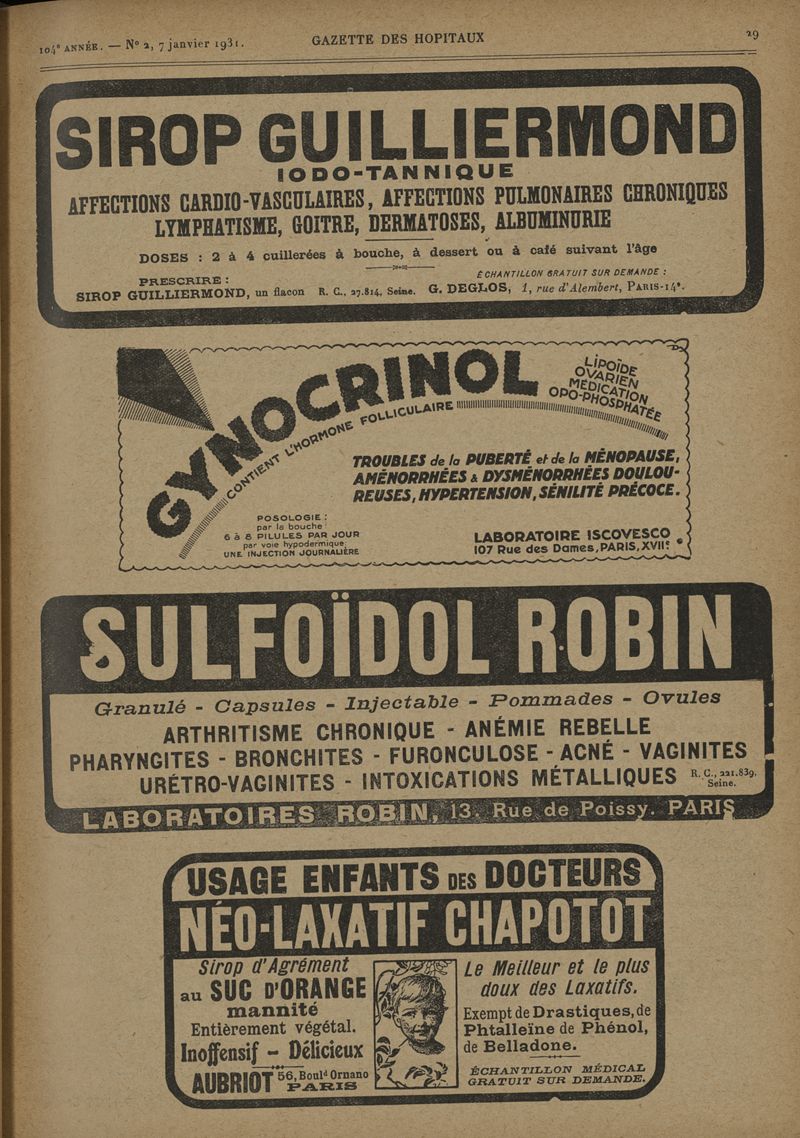 104e ANNÉE. — No 2, 7 janvier 1931.
GAZETTE DES HOPITAUX
29
SIROP GUILLIERMOND
IODO-TANNIQUE
AFFECTIONS CARDIO-VASCULAIRES, AFFECTIONS PULMONAIRES CHRONIQUES
LYMPHATISME, GOITRE, DERMATOSES, ALBUMINURIE
DOSES : 2 à 4 cuillerées à bouche, à dessert ou à café suivant l'âge
PRESCRIRE :
SIROP GUILLIERMOND, un flacon R. C., 27.814, Seine.
ÉCHANTILLON GRATUIT SUR DEMANDE :
G. DEGLOS, 1, rue d'Alembert, PARIS-14e.
GYNOCRINOL
CONTIENT L'HORMONE FOLLICULAIRE
LIPOÏDE
OVARIEN
MÉDICATION
OPO-PHOSPHATÉE
TROUBLES de la PUBERTÉ et de la MÉNOPAUSE,
AMÉNORRHÉES & DYSMÉNORRHÉES DOULOU-
REUSES, HYPERTENSION, SÉNILITÉ PRÉCOCE.
POSOLOGIE :
par la bouche :
6 à 8 PILULES PAR JOUR
par voie hypodermique:
UNE INJECTION JOURNALIÈRE
LABORATOIRE ISCOVESCO
107 Rue des Dames, PARIS, XVIIe
SULFOÏDOL ROBIN
Granulé - Capsules - Injectable - Pommades - Ovules
ARTHRITISME CHRONIQUE - ANÉMIE REBELLE
PHARYNGITES - BRONCHITES - FURONCULOSE - ACNÉ - VAGINITES
URÉTRO-VAGINITES - INTOXICATIONS MÉTALLIQUES R. C., 221.839, Seine.
LABORATOIRES ROBIN, 13, Rue de Poissy. PARIS
USAGE ENFANTS DES DOCTEURS
NÉO-LAXATIF CHAPOTOT
Sirop d'Agrément
au SUC D'ORANGE
mannité
Entièrement végétal.
Inoffensif - Délicieux
AUBRIOT 56, Bould Ornano
PARIS
Le Meilleur et le plus
doux des Laxatifs.
Exempt de Drastiques, de
Phtalleïne de Phénol,
de Belladone.
ÉCHANTILLON MÉDICAL
GRATUIT SUR DEMANDE.